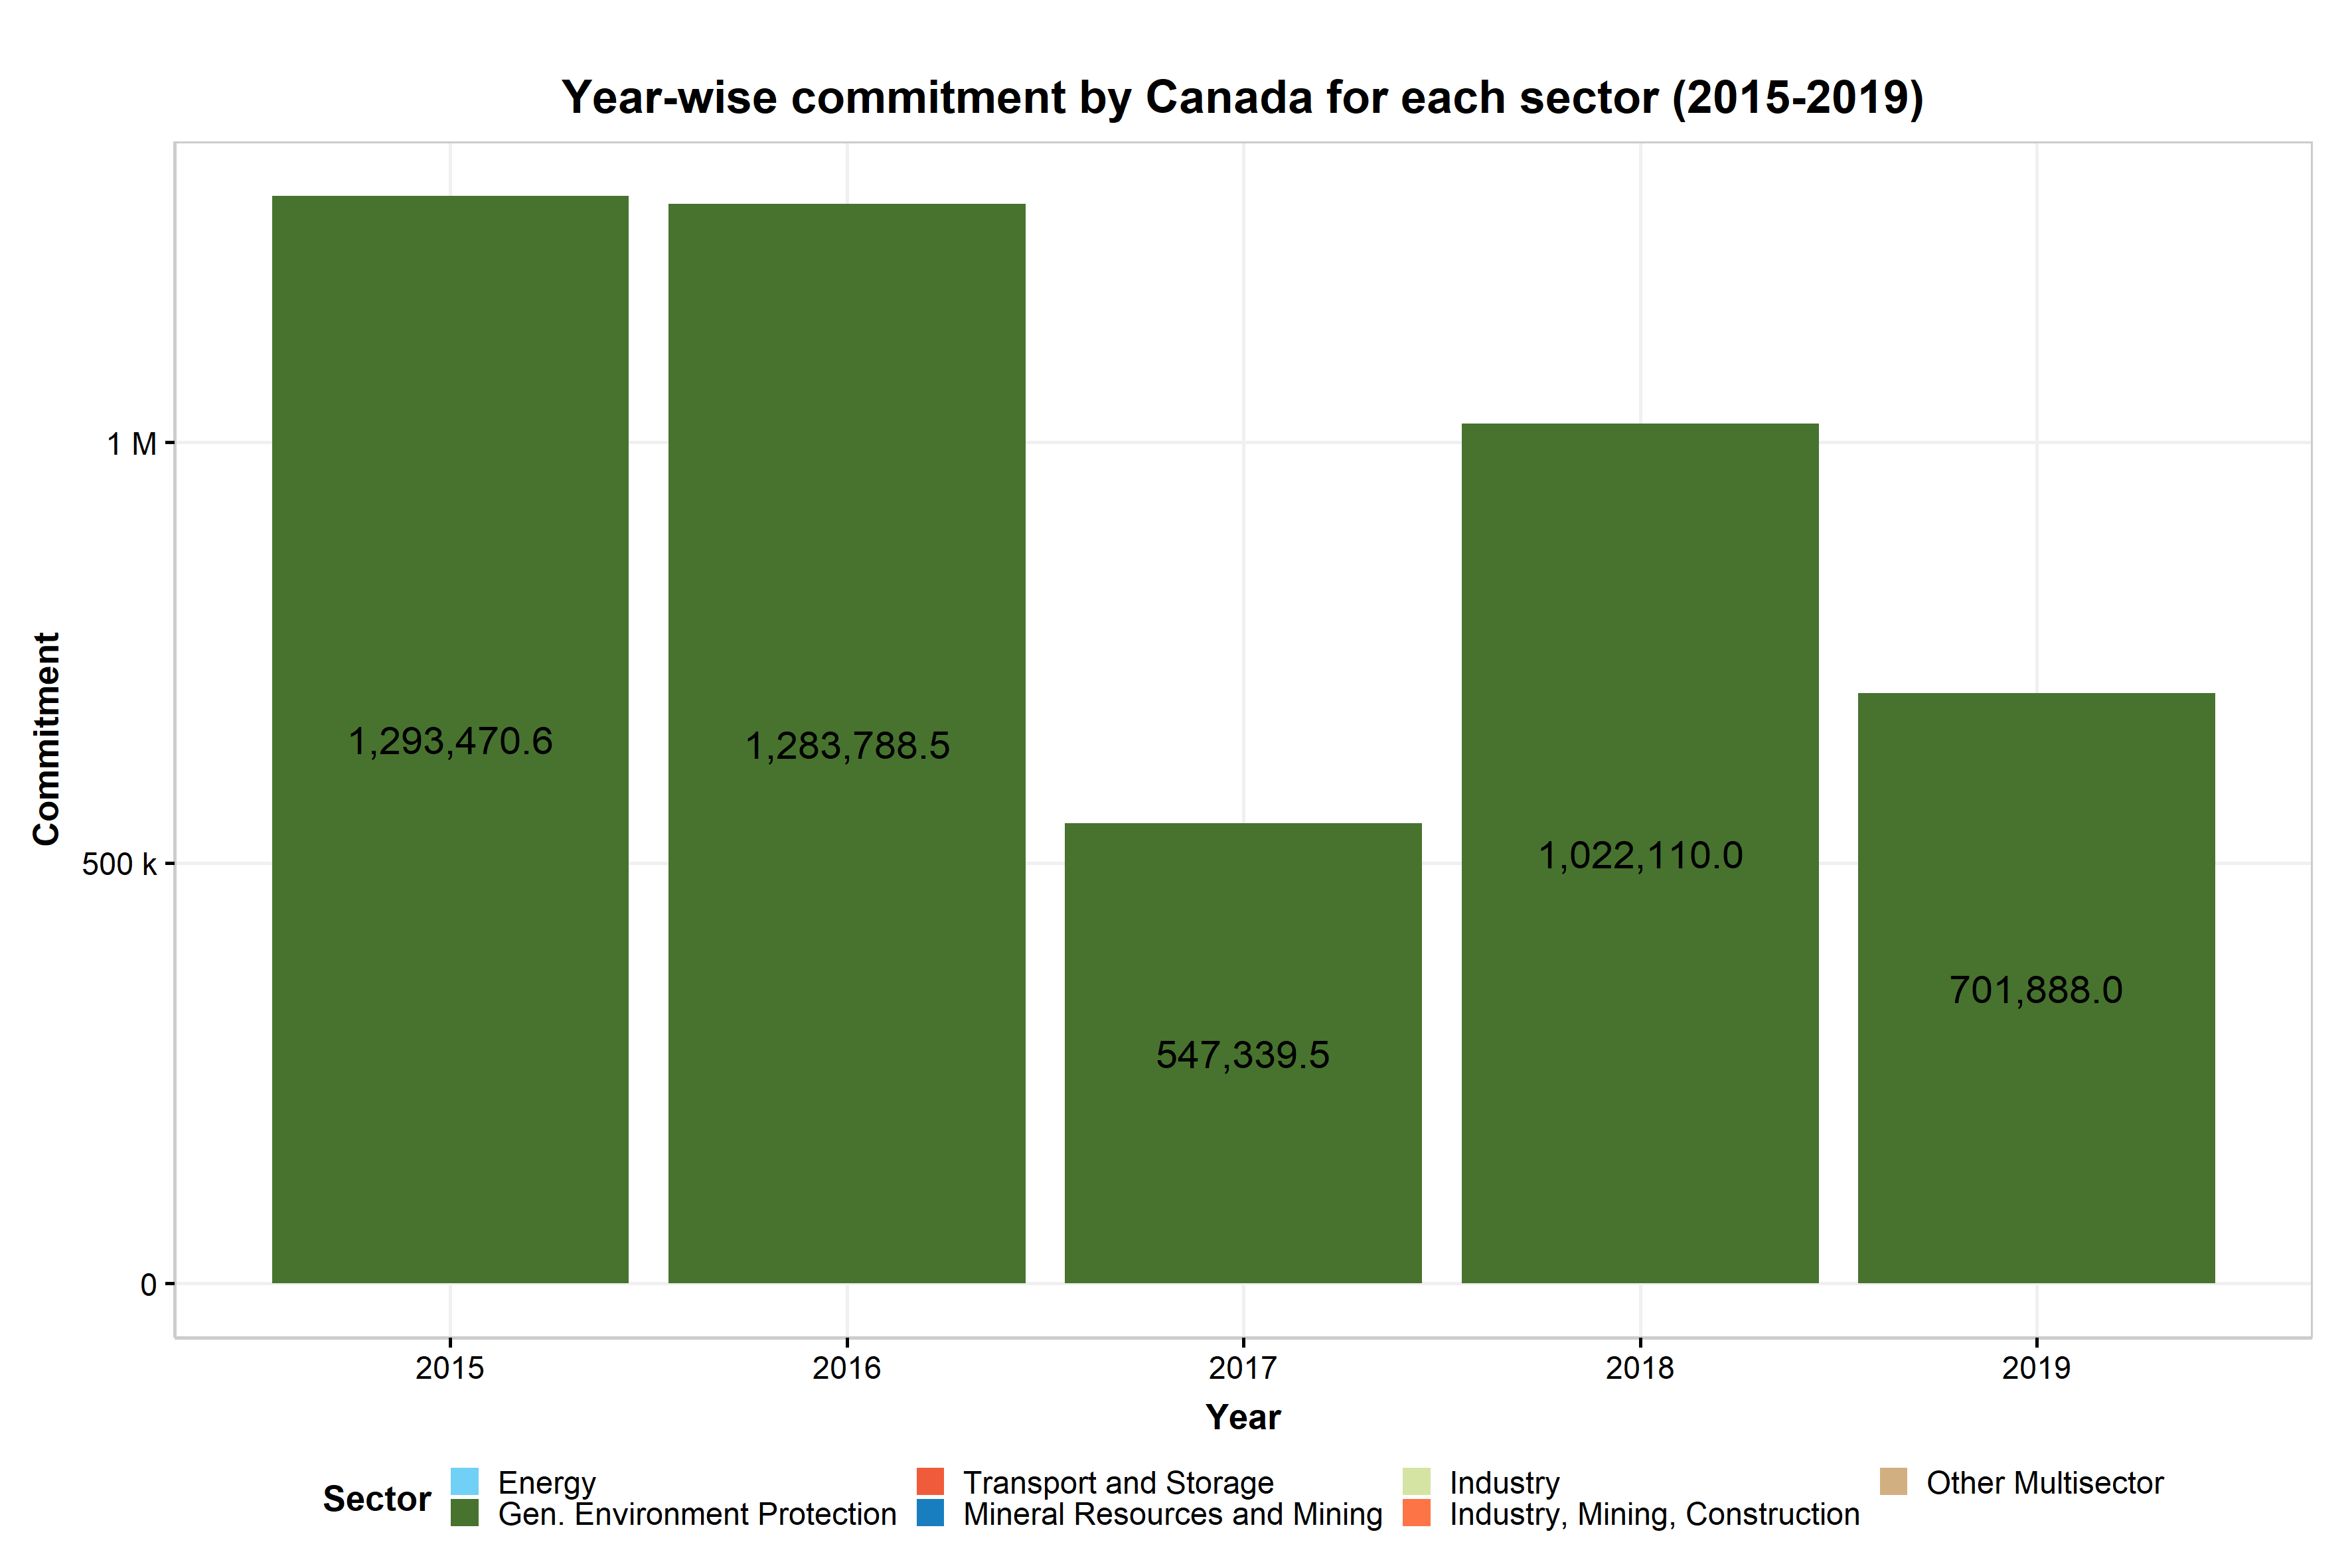 Year-wise commitment by Canada for each sector (2015-2019)
Commitment
1 M
500 k
0
1,293,470.6
1,283,788.5
547,339.5
1,022,110.0
701,888.0
2015
2016
2017
2018
2019
Year
Sector
Energy
Transport and Storage
Industry
Other Multisector
Gen. Environment Protection
Mineral Resources and Mining
Industry, Mining, Construction